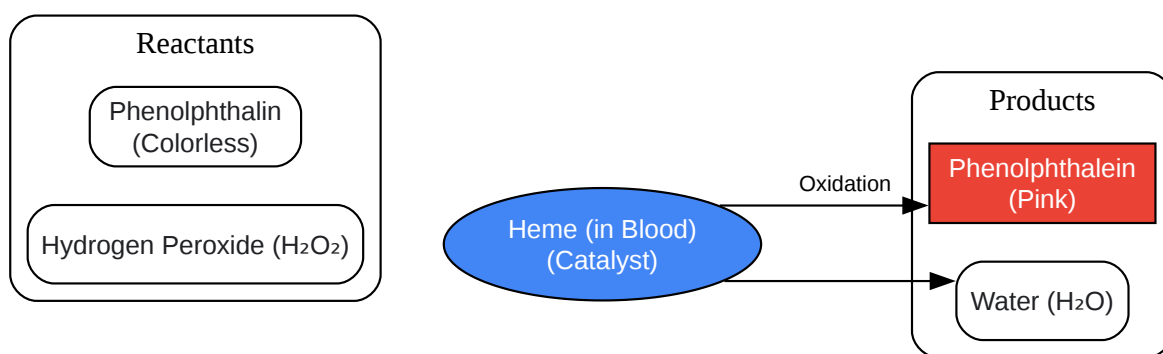 Reactants
Phenolphthalin
(Colorless)
Hydrogen Peroxide (H₂O₂)
Heme (in Blood)
(Catalyst)
Oxidation
Products
Phenolphthalein
(Pink)
Water (H₂O)